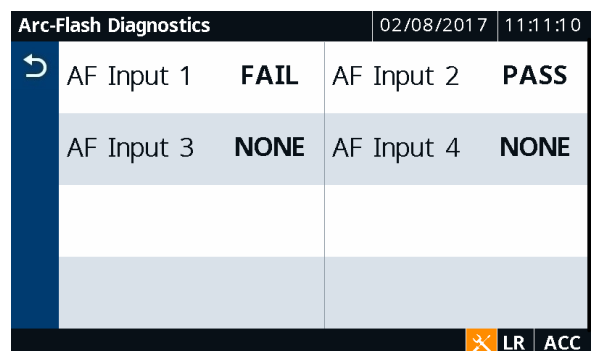 Arc-Flash Diagnostics 02/08/2017 11:11:10
AF Input 1 FAIL AF Input 2 PASS
AF Input 3 NONE AF Input 4 NONE
LR ACC